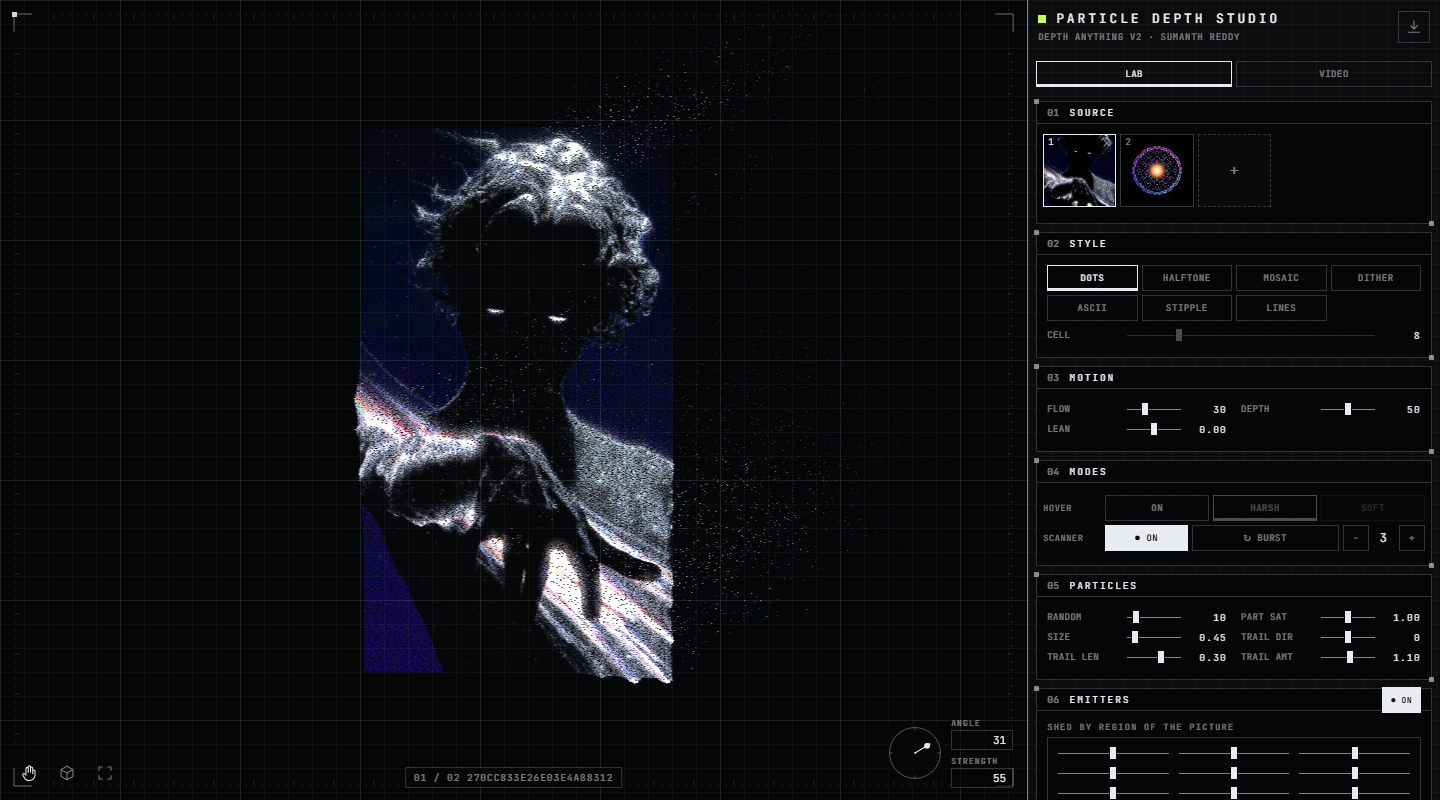 PARTICLE DEPTH STUDIO
DEPTH ANYTHING V2 · SUMANTH REDDY
LAB VIDEO
01 SOURCE
1 2 +
02 STYLE
DOTS HALFTONE MOSAIC DITHER
ASCII STIPPLE LINES
CELL 8
03 MOTION
FLOW 30 DEPTH 50
LEAN 0.00
04 MODES
HOVER ON HARSH SOFT
SCANNER ● ON ↻ BURST - 3 +
05 PARTICLES
RANDOM 10 PART SAT 1.00
SIZE 0.45 TRAIL DIR 0
TRAIL LEN 0.30 TRAIL AMT 1.10
06 EMITTERS ● ON
SHED BY REGION OF THE PICTURE
ANGLE
31
STRENGTH
55
01 / 02 270CC833E26E03E4A88312